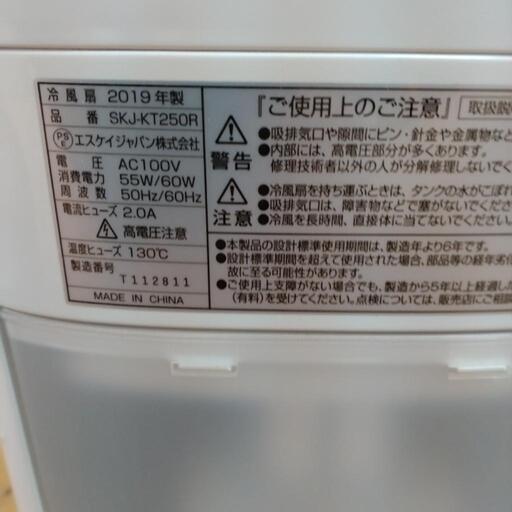 冷風扇 2019年製
品番 SKJ-KT250R
PSE エスケイジャパン株式会社
電圧 AC100V
消費電力 55W/60W
周波数 50Hz/60Hz
電流ヒューズ 2.0A
高電圧注意
温度ヒューズ 130℃
製造番号
T112811
MADE IN CHINA
『ご使用上のご注意』 取扱説
警告
●吸排気口や隙間にピン・針金や金属物など
●内部には、高電圧部分が多くあります。
修理技術者以外の人が分解修理しないでく
注意
●冷風扇を持ち運ぶときは、タンクの水がこぼれ
●吸排気口は、障害物などで塞がないでください。
●冷風を長時間、直接体に当てないでください。
●本製品の設計標準使用期間は、製造年より6年です。
●設計標準期間を超えて使用された場合、部品等の経年劣化
故に至る可能性があります。
●ご使用上支障がない場合でも、製造から5年以上経過した
(有料)を受けてください。点検については、販売店にご相談